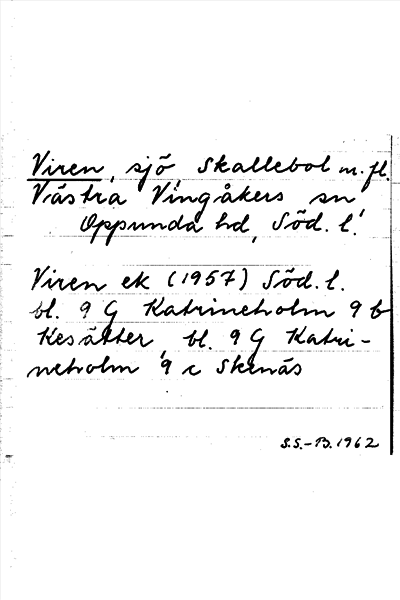 Viren, sjö, Skallebol m.fl.
Västra Vingåkers sn
Oppunda hd, Söd. l.
Viren ek (1957) Söd. l.
bl. 9 G Katrineholm 9 b
Kesätter, bl. 9 G Katri-
neholm 9 c Skenäs
S.S.-B. 1962